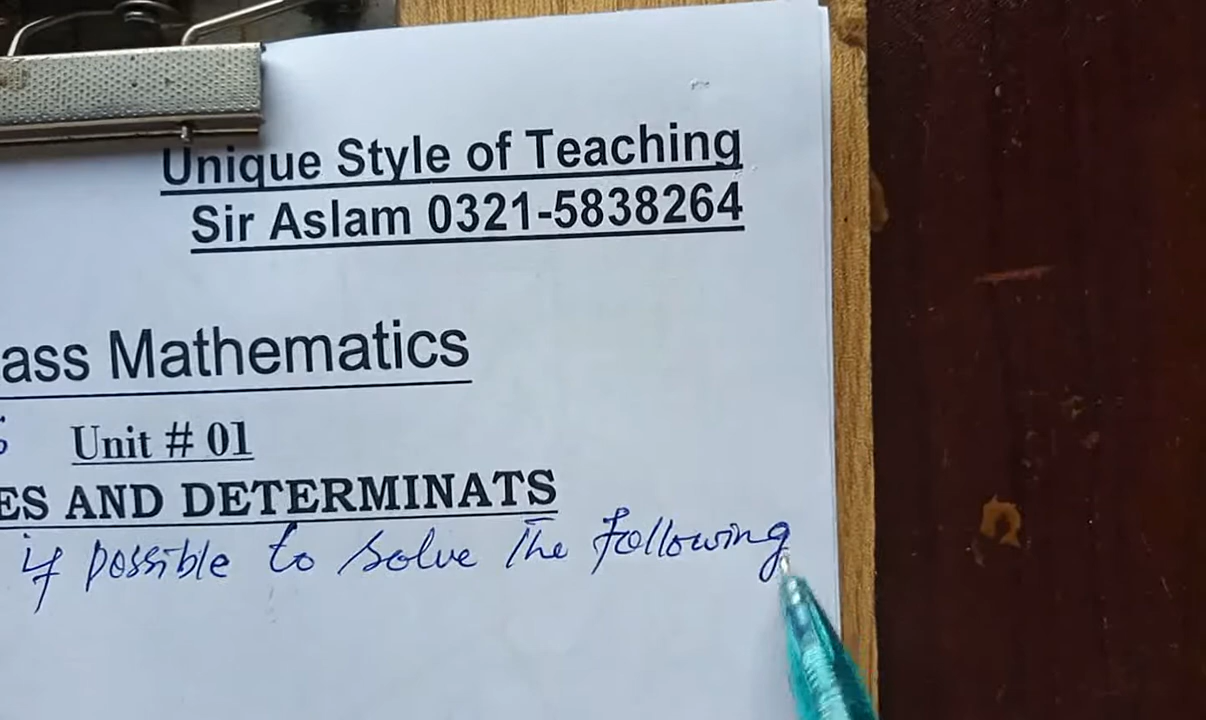 Unique Style of Teaching
Sir Aslam 0321-5838264
ass Mathematics
Unit # 01
ES AND DETERMINATS
if possible to solve The following